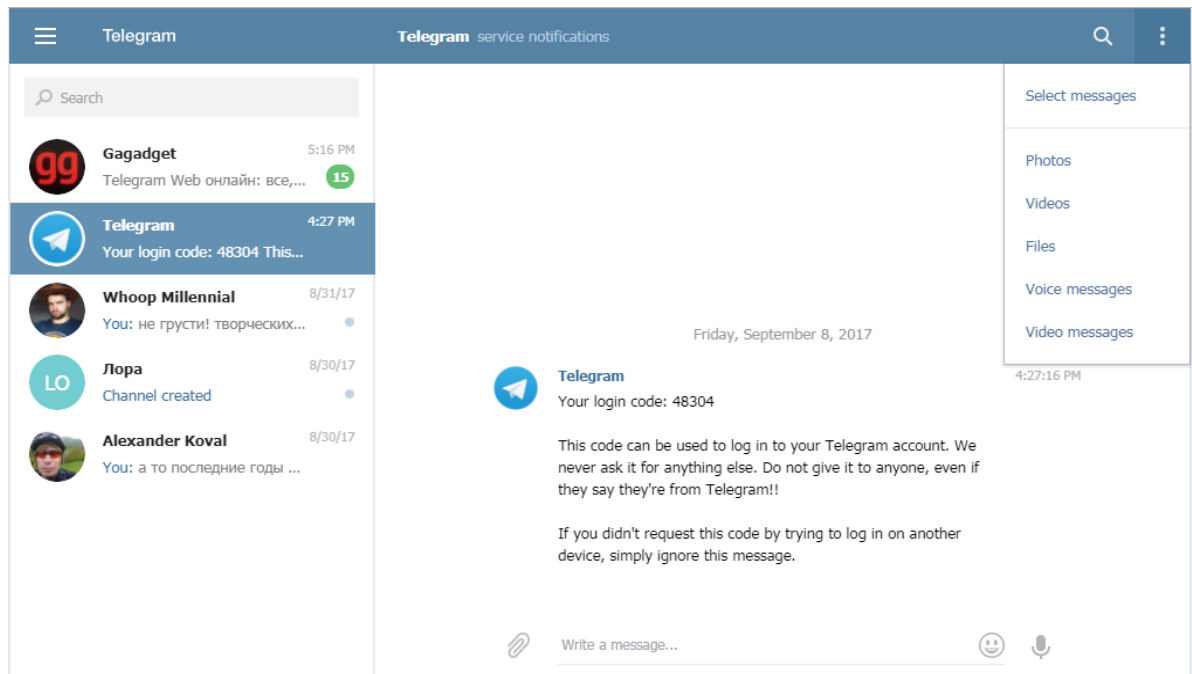 Telegram
Telegram service notifications
Select messages
Photos
Videos
Files
Voice messages
Video messages
Search
gg
Gagadget 5:16 PM
Telegram Web онлайн: все,... 15
Telegram 4:27 PM
Your login code: 48304 This...
Whoop Millennial 8/31/17
You: не грусти! творческих...
LO
Лора 8/30/17
Channel created
Alexander Koval 8/30/17
You: а то последние годы ...
Friday, September 8, 2017
Telegram 4:27:16 PM
Your login code: 48304
This code can be used to log in to your Telegram account. We
never ask it for anything else. Do not give it to anyone, even if
they say they're from Telegram!!
If you didn't request this code by trying to log in on another
device, simply ignore this message.
Write a message...